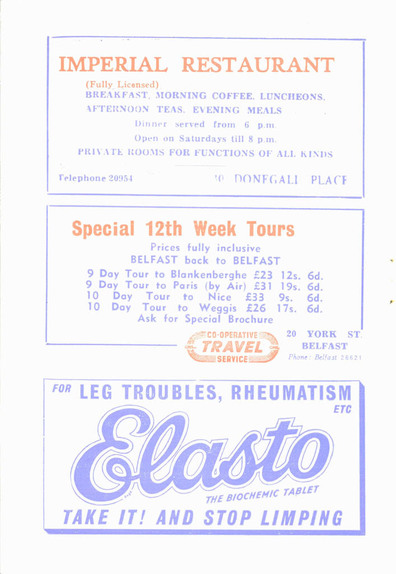 IMPERIAL RESTAURANT
(Fully Licensed)
BREAKFAST, MORNING COFFEE, LUNCHEONS,
AFTERNOON TEAS, EVENING MEALS
Dinner served from 6 p.m.
Open on Saturdays till 8 p.m.
PRIVATE ROOMS FOR FUNCTIONS OF ALL KINDS
Telephone 20954 DONEGALL PLACE
Special 12th Week Tours
Prices fully inclusive
BELFAST back to BELFAST
9 Day Tour to Blankenberghe £23 12s. 6d.
9 Day Tour to Paris (by Air) £31 19s. 6d.
10 Day Tour to Nice £33 9s. 6d.
10 Day Tour to Weggis £26 17s. 6d.
Ask for Special Brochure
CO-OPERATIVE
TRAVEL
SERVICE
20 YORK ST.
BELFAST
Phone: Belfast
FOR LEG TROUBLES, RHEUMATISM
ETC
Elasto
THE BIOCHEMIC TABLET
TAKE IT! AND STOP LIMPING